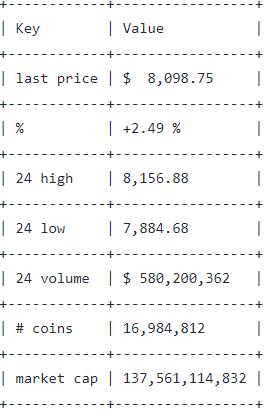 +------------+-----------------+
| Key        | Value           |
+------------+-----------------+
| last price | $  8,098.75     |
+------------+-----------------+
| %          | +2.49 %         |
+------------+-----------------+
| 24 high    | 8,156.88        |
+------------+-----------------+
| 24 low     | 7,884.68        |
+------------+-----------------+
| 24 volume  | $ 580,200,362   |
+------------+-----------------+
| # coins    | 16,984,812      |
+------------+-----------------+
| market cap | 137,561,114,832 |
+------------+-----------------+